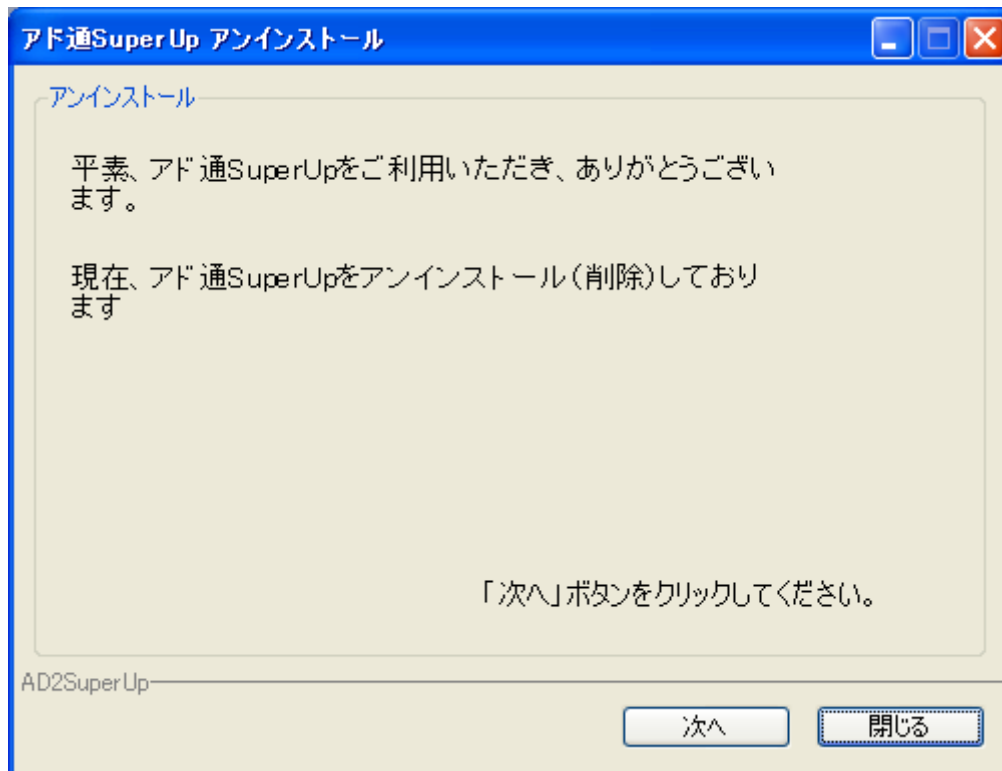 アド通SuperUp アンインストール
アンインストール
平素、アド通SuperUpをご利用いただき、ありがとうござい
ます。
現在、アド通SuperUpをアンインストール(削除)しており
ます
「次へ」ボタンをクリックしてください。
AD2SuperUp
次へ
閉じる